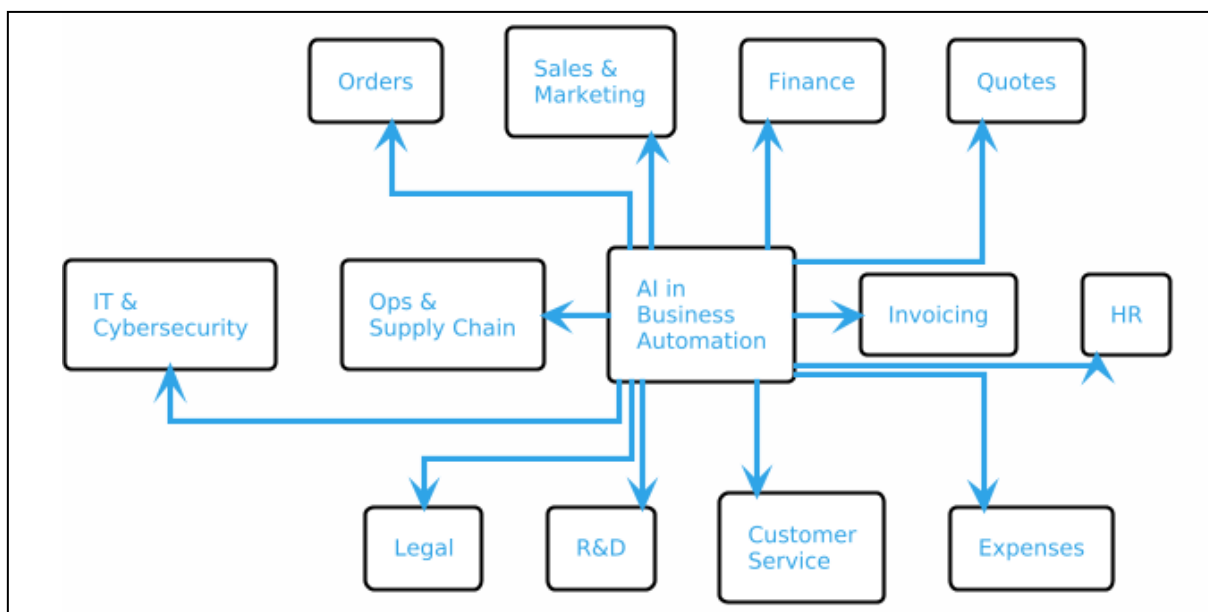 Orders
Sales &
Marketing
Finance
Quotes
IT &
Cybersecurity
Ops &
Supply Chain
AI in
Business
Automation
Invoicing
HR
Legal
R&D
Customer
Service
Expenses